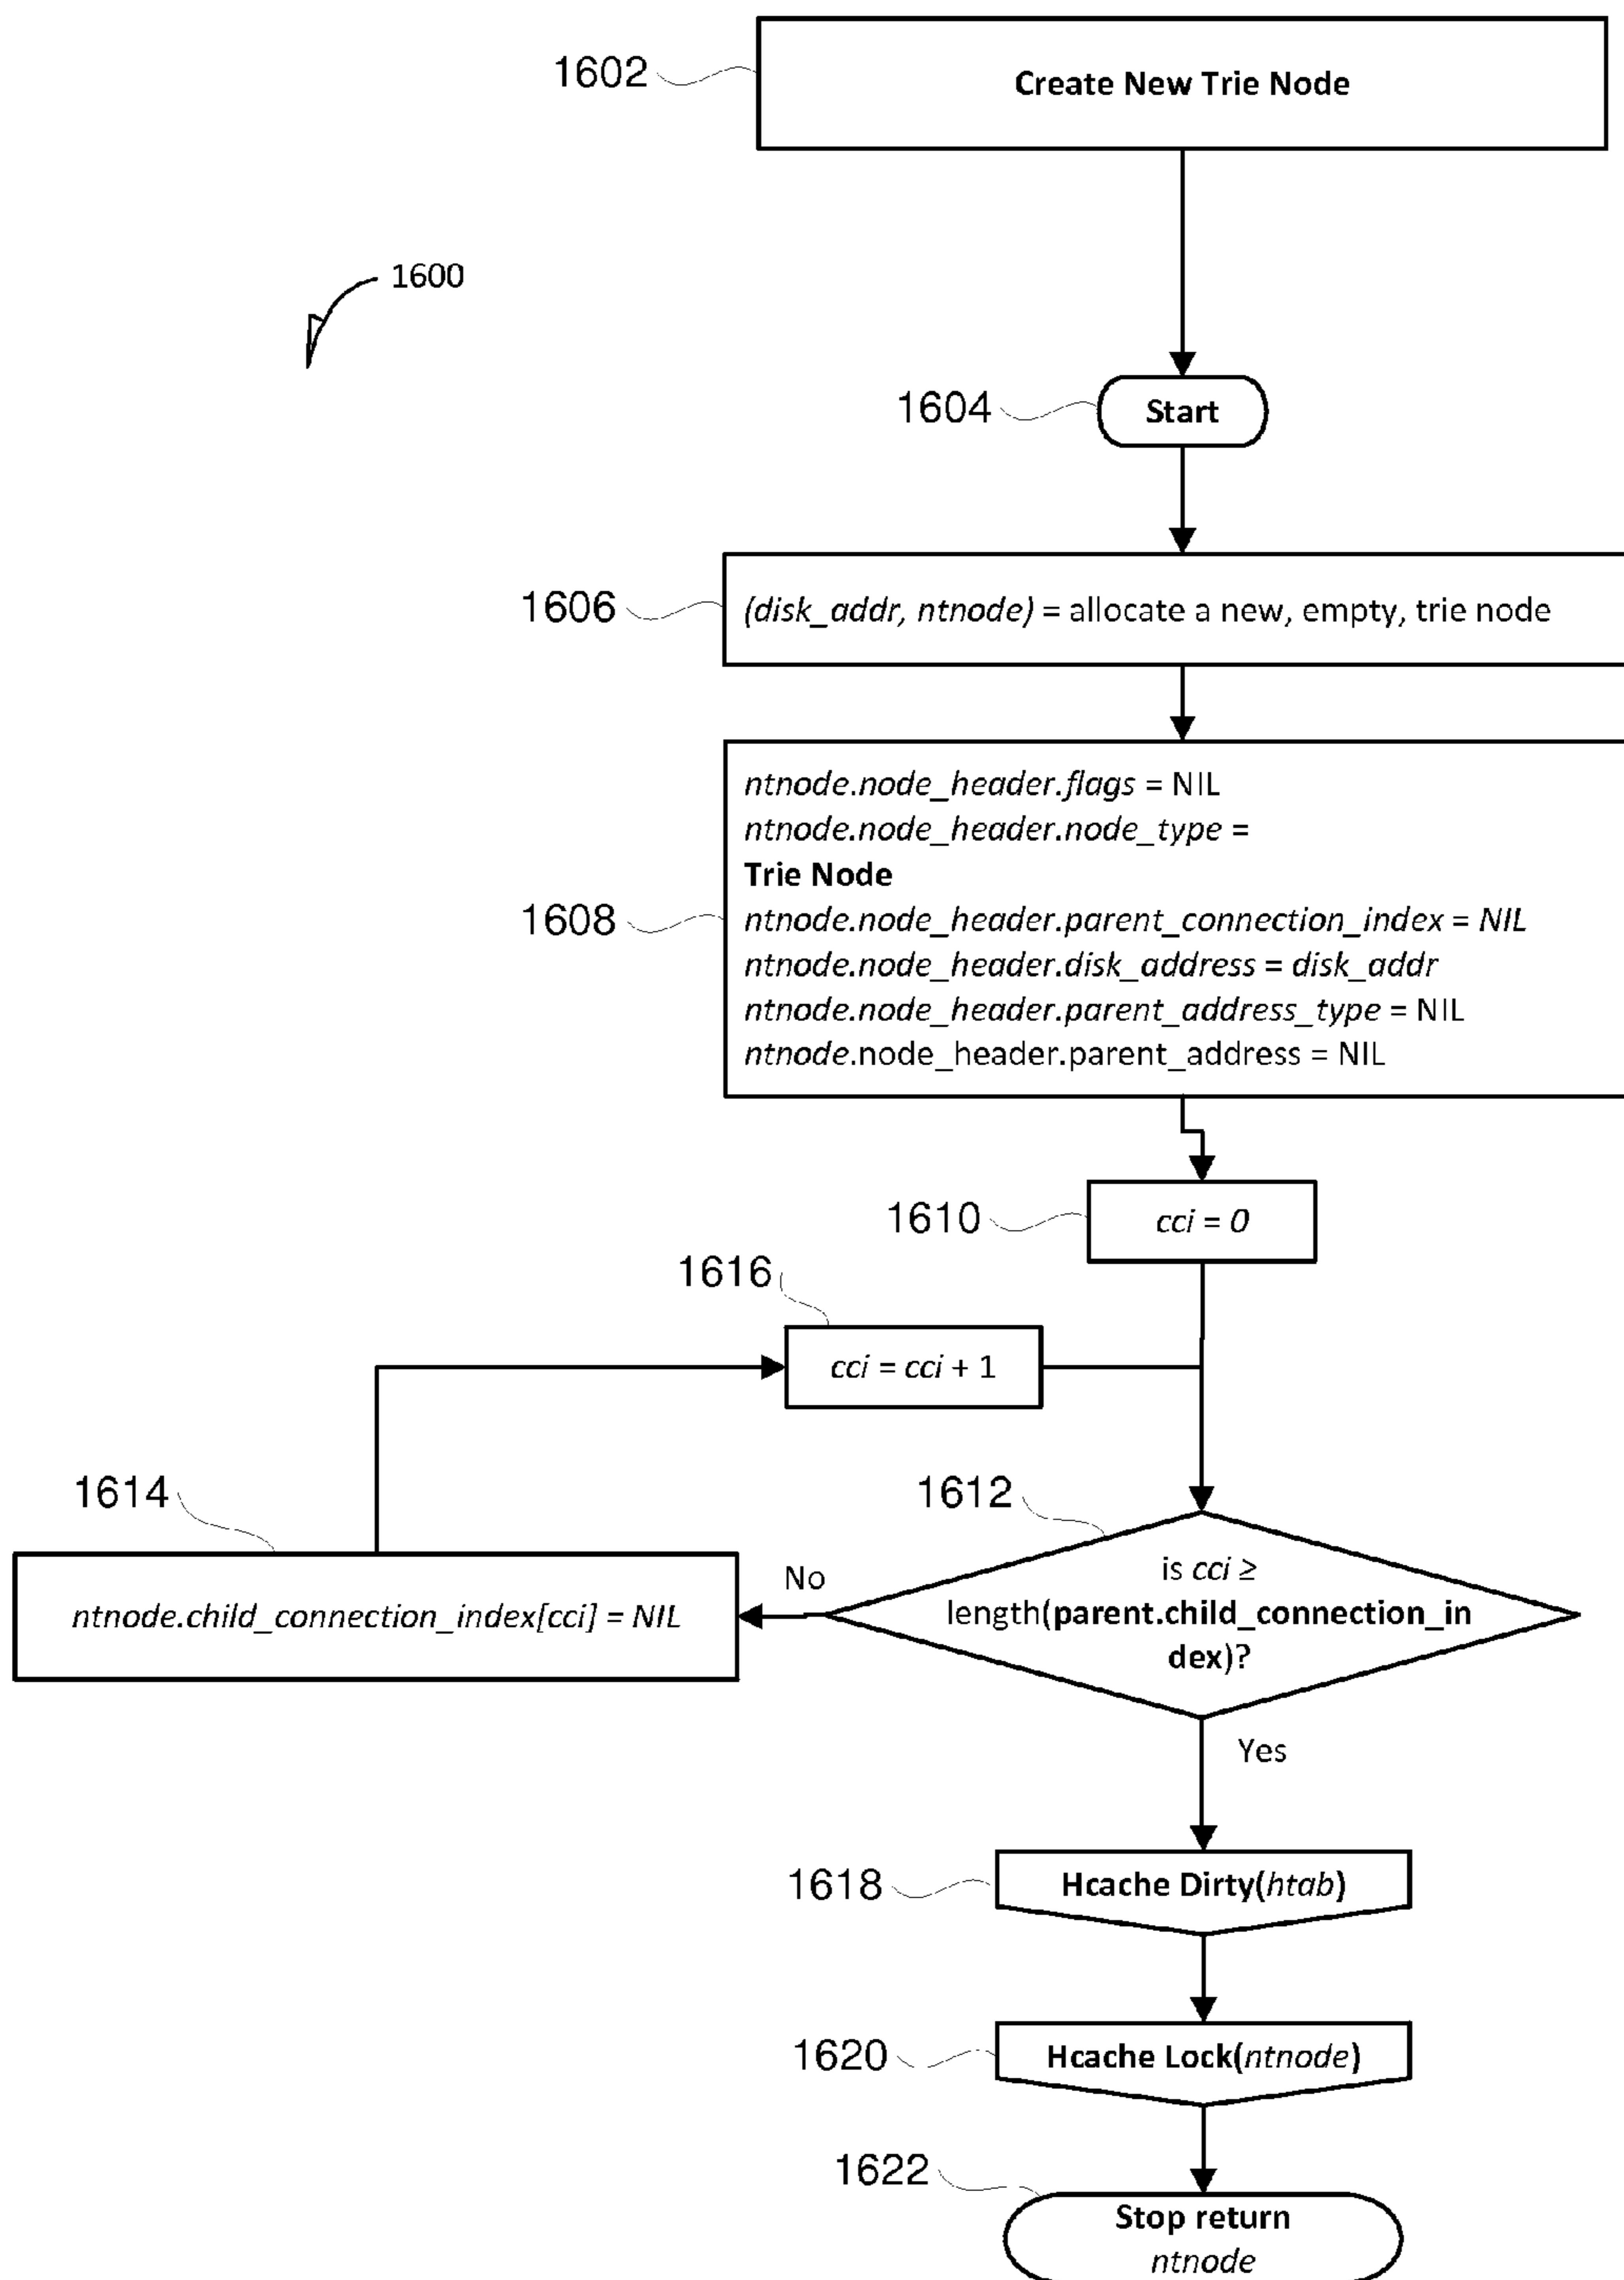 1602
Create New Trie Node
1600
1604
Start
1606
(disk_addr, ntnode) = allocate a new, empty, trie node
1608
ntnode.node_header.flags = NIL
ntnode.node_header.node_type =
Trie Node
ntnode.node_header.parent_connection_index = NIL
ntnode.node_header.disk_address = disk_addr
ntnode.node_header.parent_address_type = NIL
ntnode.node_header.parent_address = NIL
1610
cci = 0
1616
cci = cci + 1
1614
ntnode.child_connection_index[cci] = NIL
No
1612
is cci ≥
length(parent.child_connection_in
dex)?
Yes
1618
Hcache Dirty(htab)
1620
Hcache Lock(ntnode)
1622
Stop return
ntnode